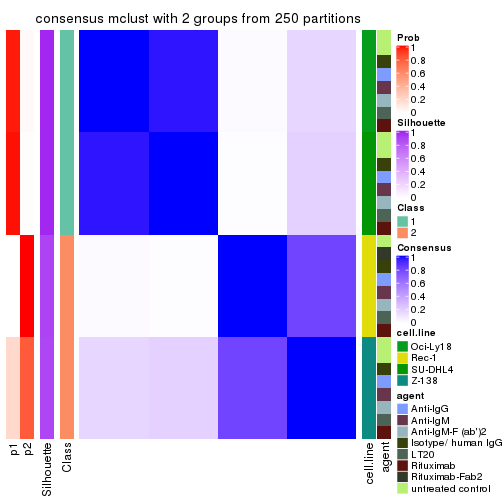 consensus mclust with 2 groups from 250 partitions
Prob
1
0.8
0.6
0.4
0.2
0
Silhouette
1
0.8
0.6
0.4
0.2
0
Class
1
2
Consensus
1
0.8
0.6
0.4
0.2
0
cell.line
Oci-Ly18
Rec-1
SU-DHL4
Z-138
agent
Anti-IgG
Anti-IgM
Anti-IgM-F (ab')2
Isotype/ human IgG
LT20
Rituximab
Rituximab-Fab2
untreated control
p1
p2
Silhouette
Class
cell.line
agent